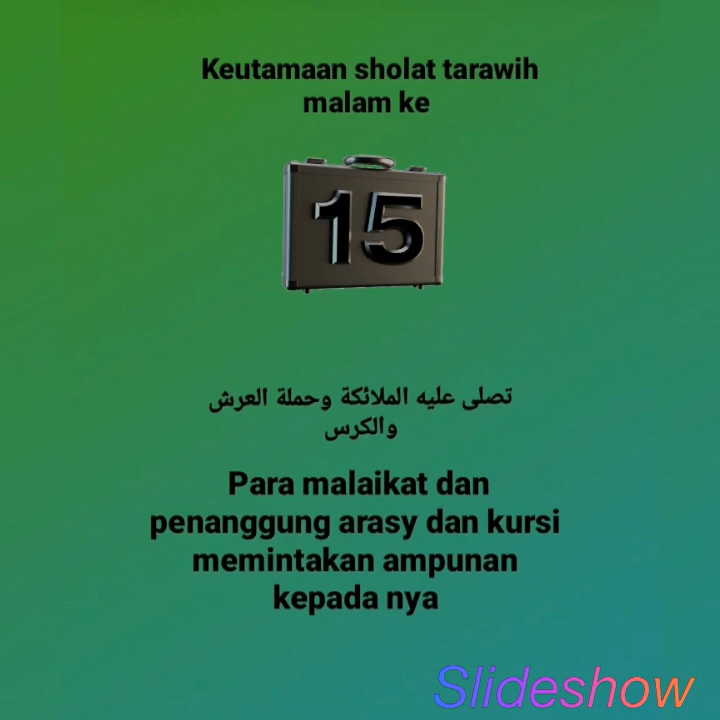 Keutamaan sholat tarawih
malam ke
15
تصلى عليه الملائكة وحملة العرش
والكرس
Para malaikat dan
penanggung arasy dan kursi
memintakan ampunan
kepada nya
Slideshow